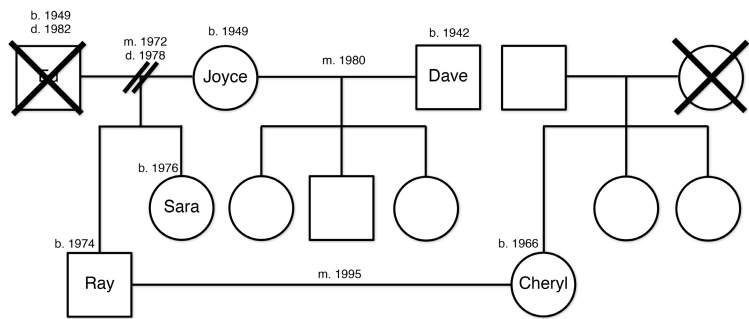 b. 1949
d. 1982
m. 1972
d. 1978
b. 1949
Joyce
m. 1980
b. 1942
Dave
b. 1976
Sara
b. 1974
Ray
m. 1995
b. 1966
Cheryl